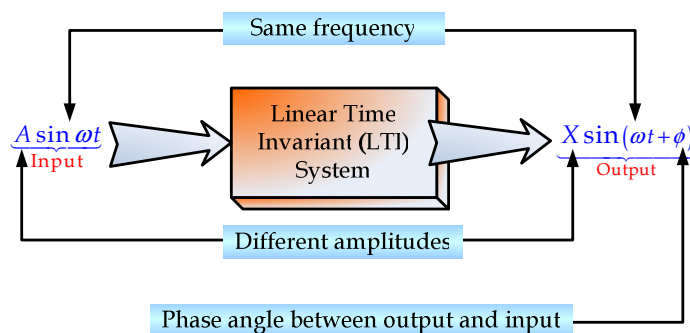 Same frequency
A sin ωt
Input
Linear Time
Invariant (LTI)
System
X sin(ωt+ϕ)
Output
Different amplitudes
Phase angle between output and input